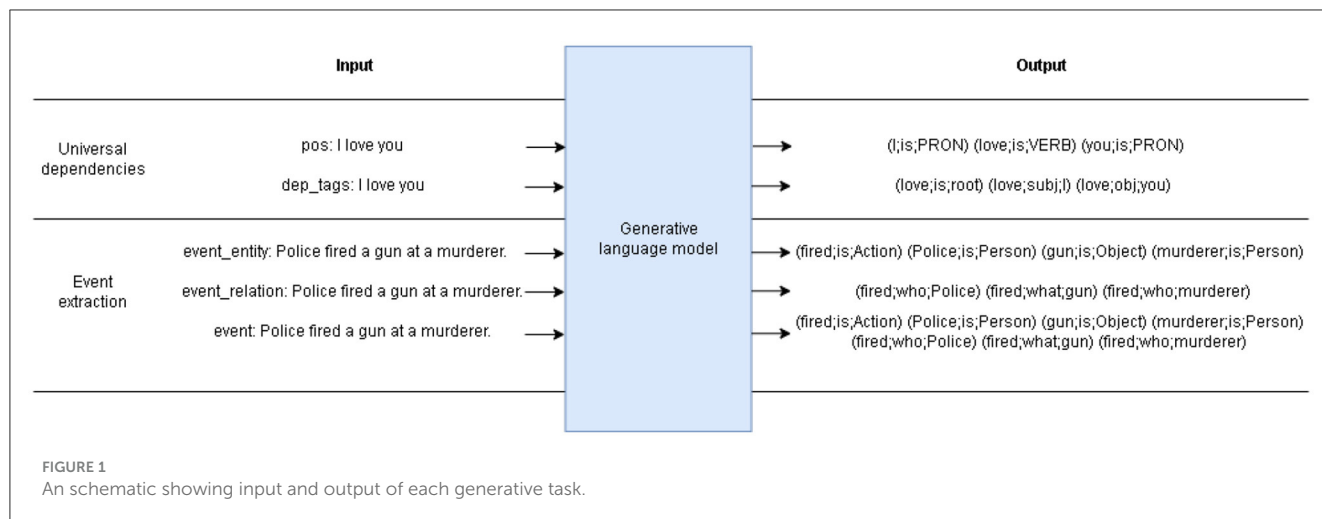 Input
Output
Universal
dependencies
pos: I love you
(I;is;PRON) (love;is;VERB) (you;is;PRON)
dep_tags: I love you
(love;is;root) (love;subj;I) (love;obj;you)
Generative
language model
Event
extraction
event_entity: Police fired a gun at a murderer.
(fired;is;Action) (Police;is;Person) (gun;is;Object) (murderer;is;Person)
event_relation: Police fired a gun at a murderer.
(fired;who;Police) (fired;what;gun) (fired;who;murderer)
event: Police fired a gun at a murderer.
(fired;is;Action) (Police;is;Person) (gun;is;Object) (murderer;is;Person)
(fired;who;Police) (fired;what;gun) (fired;who;murderer)
FIGURE 1
An schematic showing input and output of each generative task.